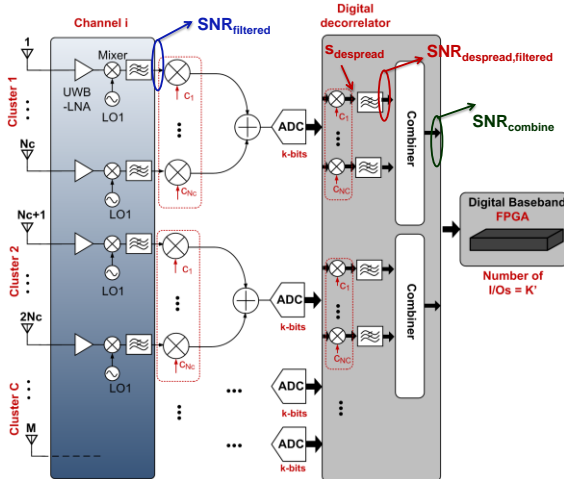 Channel i
SNRfiltered
Digital
decorrelator
1
Mixer
UWB
-LNA
LO1
C1
Cluster 1
Nc
LO1
CNc
ADC
k-bits
Sdespread
SNRdespread,filtered
C1
CNC
Combiner
SNRcombine
Nc+1
LO1
C1
Cluster 2
2Nc
LO1
CNc
ADC
k-bits
C1
CNC
Combiner
Digital Baseband
FPGA
Number of
I/Os = K'
Cluster C
M
ADC
k-bits
ADC
k-bits